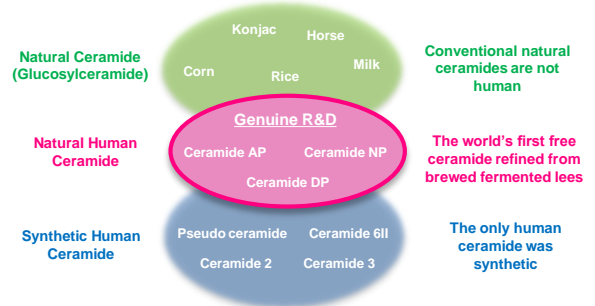 Natural Ceramide
(Glucosylceramide)
Konjac
Horse
Corn
Rice
Milk
Conventional natural
ceramides are not
human
Natural Human
Ceramide
Genuine R&D
Ceramide AP
Ceramide NP
Ceramide DP
The world's first free
ceramide refined from
brewed fermented lees
Synthetic Human
Ceramide
Pseudo ceramide
Ceramide 6II
Ceramide 2
Ceramide 3
The only human
ceramide was
synthetic